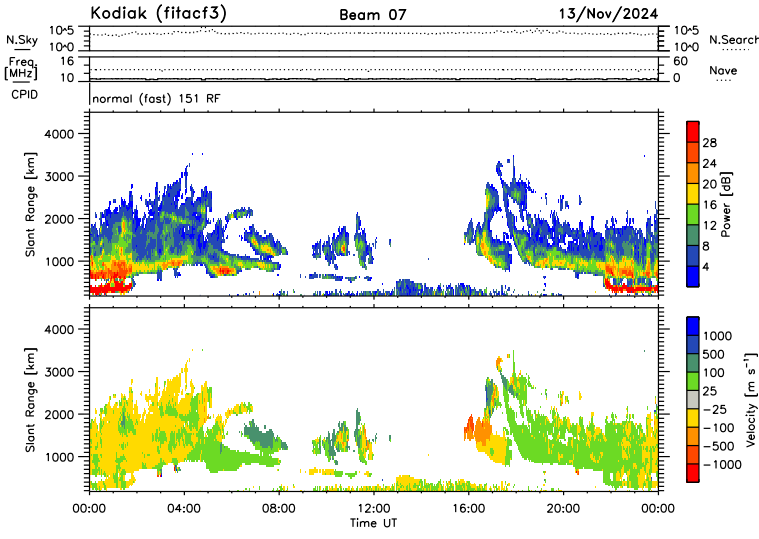 Kodiak (fitacf3) Beam 07 13/Nov/2024
N.Sky 10^5 10^0 10^5 10^0 N.Search
Freq. [MHz] 16 10 60 0 Nave
CPID normal (fast) 151 RF
Slant Range [km]
4000
3000
2000
1000
28
24
20
16
12
8
4
Power [dB]
Slant Range [km]
4000
3000
2000
1000
1000
500
100
25
−25
−100
−500
−1000
Velocity [m s⁻¹]
00:00 04:00 08:00 12:00 16:00 20:00 00:00
Time UT